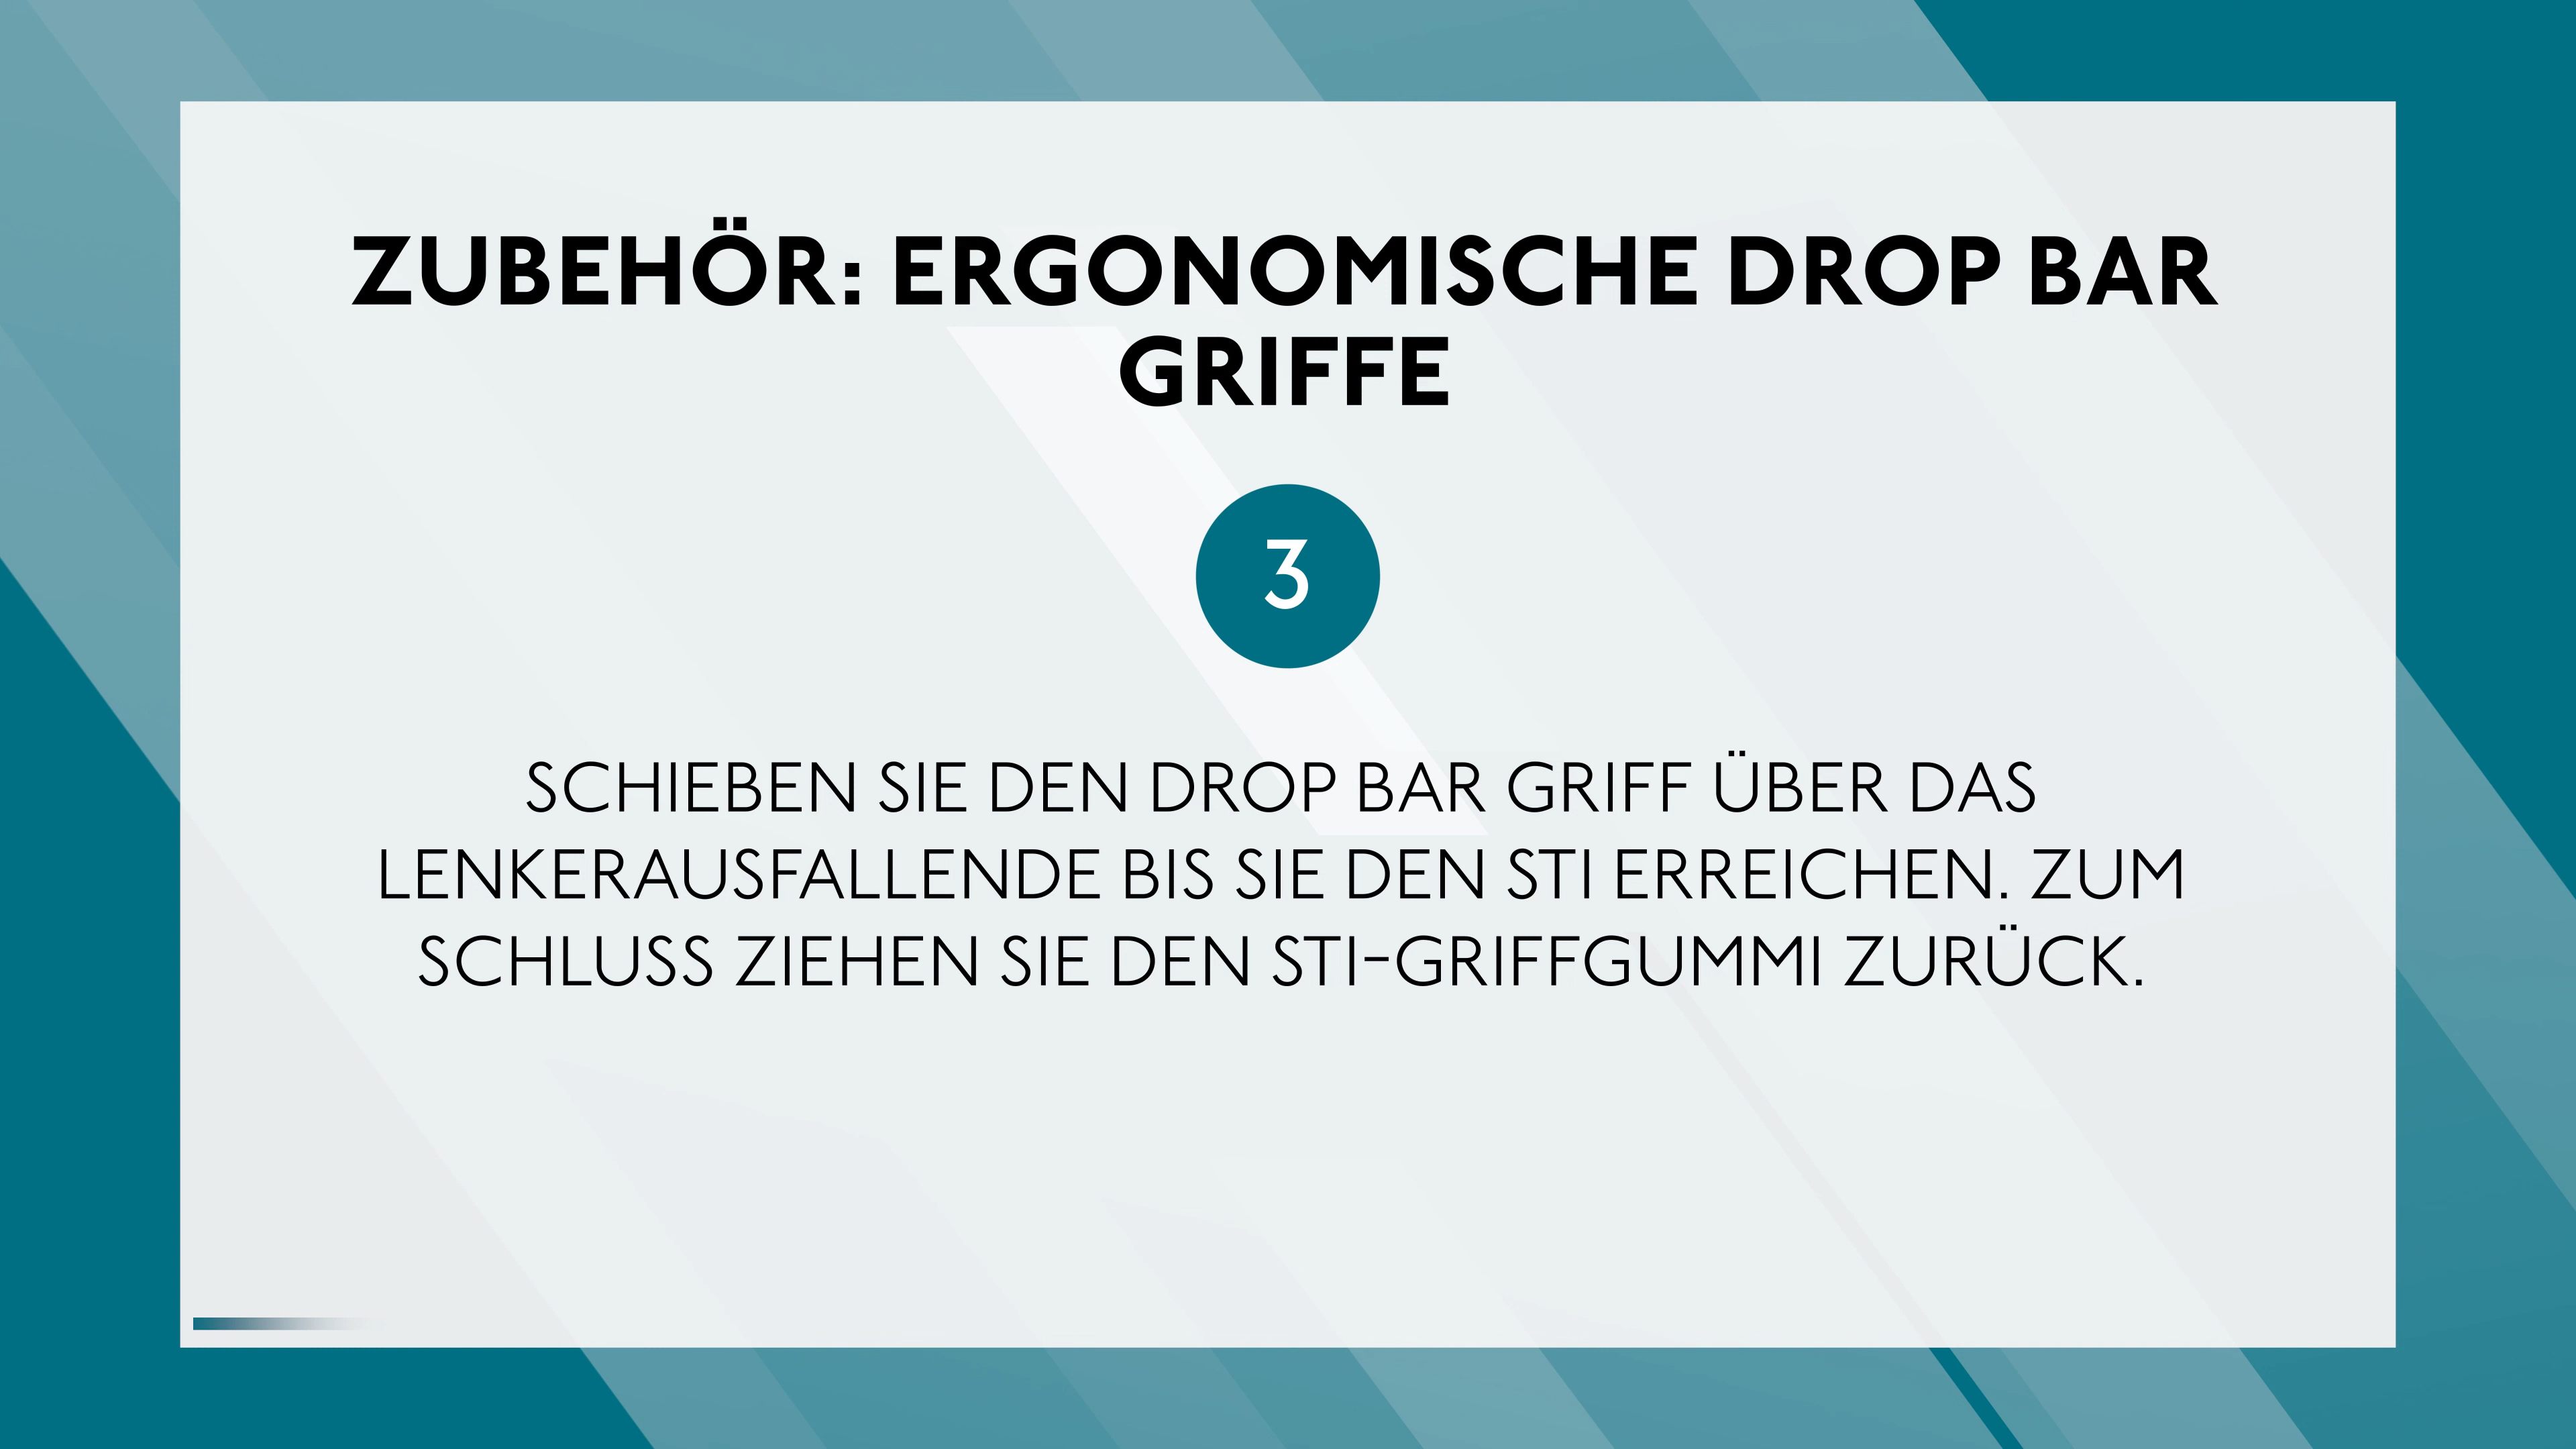 ZUBEHÖR: ERGONOMISCHE DROP BAR
GRIFFE
3
SCHIEBEN SIE DEN DROP BAR GRIFF ÜBER DAS
LENKERAUSFALLENDE BIS SIE DEN STI ERREICHEN. ZUM
SCHLUSS ZIEHEN SIE DEN STI-GRIFFGUMMI ZURÜCK.